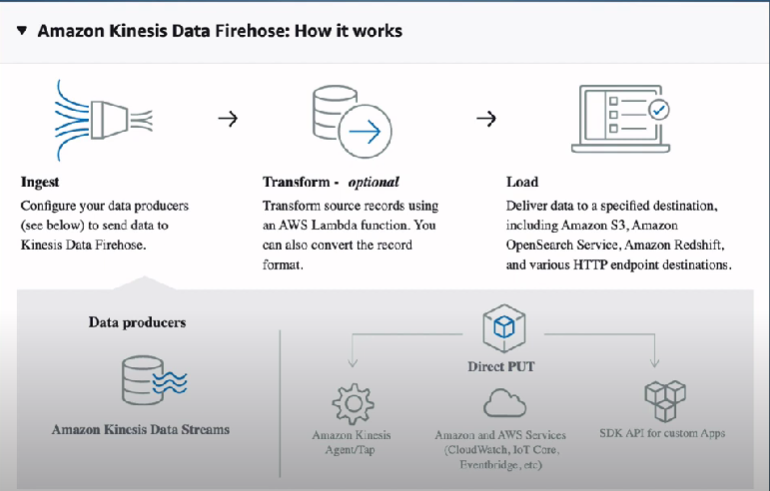 Amazon Kinesis Data Firehose: How it works
Ingest
Configure your data producers
(see below) to send data to
Kinesis Data Firehose.
Transform - optional
Transform source records using
an AWS Lambda function. You
can also convert the record
format.
Load
Deliver data to a specified destination,
including Amazon S3, Amazon
OpenSearch Service, Amazon Redshift,
and various HTTP endpoint destinations.
Data producers
Amazon Kinesis Data Streams
Direct PUT
Amazon Kinesis
Agent/Tap
Amazon and AWS Services
(CloudWatch, IoT Core,
Eventbridge, etc)
SDK API for custom Apps